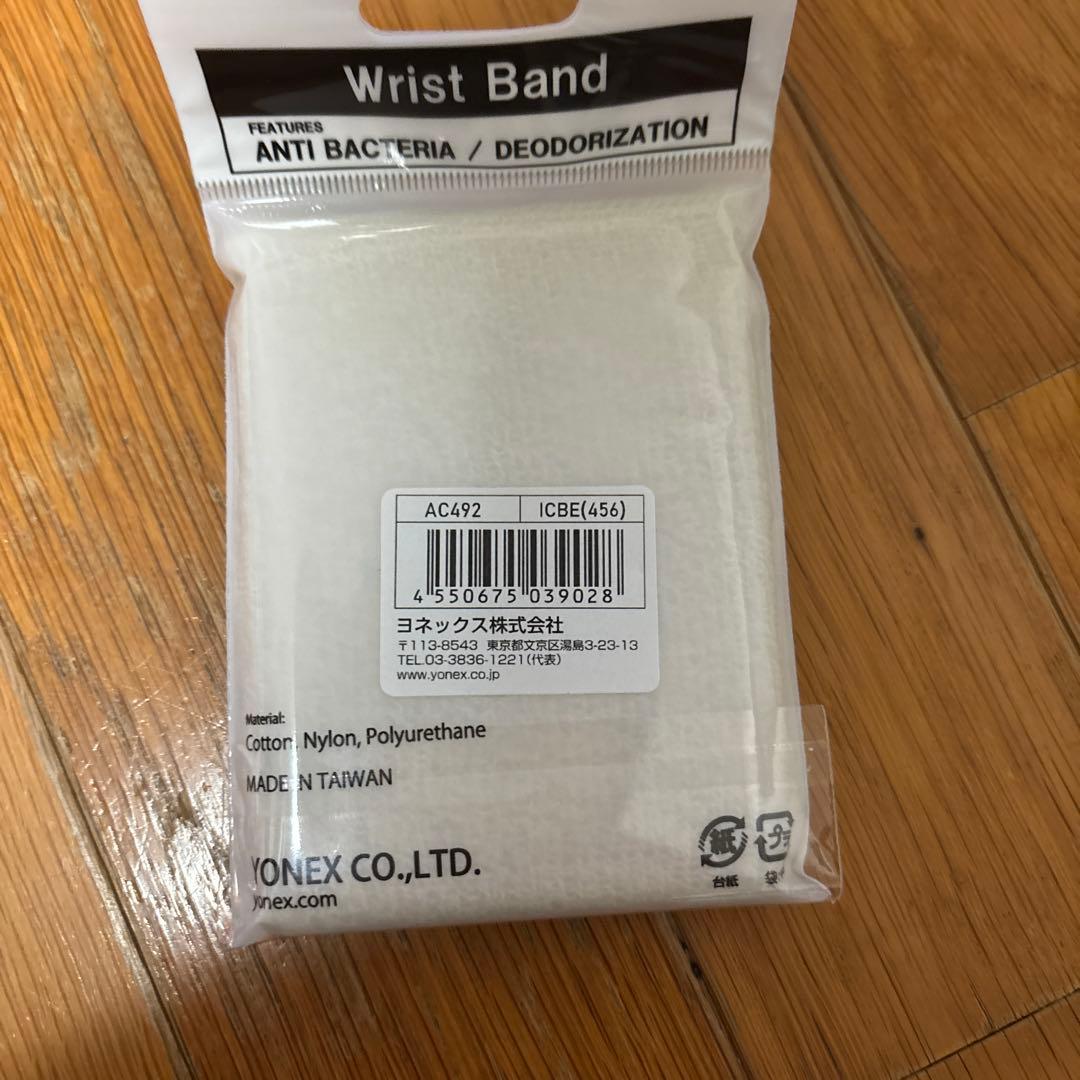 Wrist Band
FEATURES
ANTI BACTERIA / DEODORIZATION
AC492 ICBE(456)
4 550675 039028
ヨネックス株式会社
〒113-8543 東京都文京区湯島3-23-13
TEL.03-3836-1221(代表)
www.yonex.co.jp
Material:
Cotton, Nylon, Polyurethane
MADE IN TAIWAN
YONEX CO.,LTD.
yonex.com
紙 プラ
台紙 袋